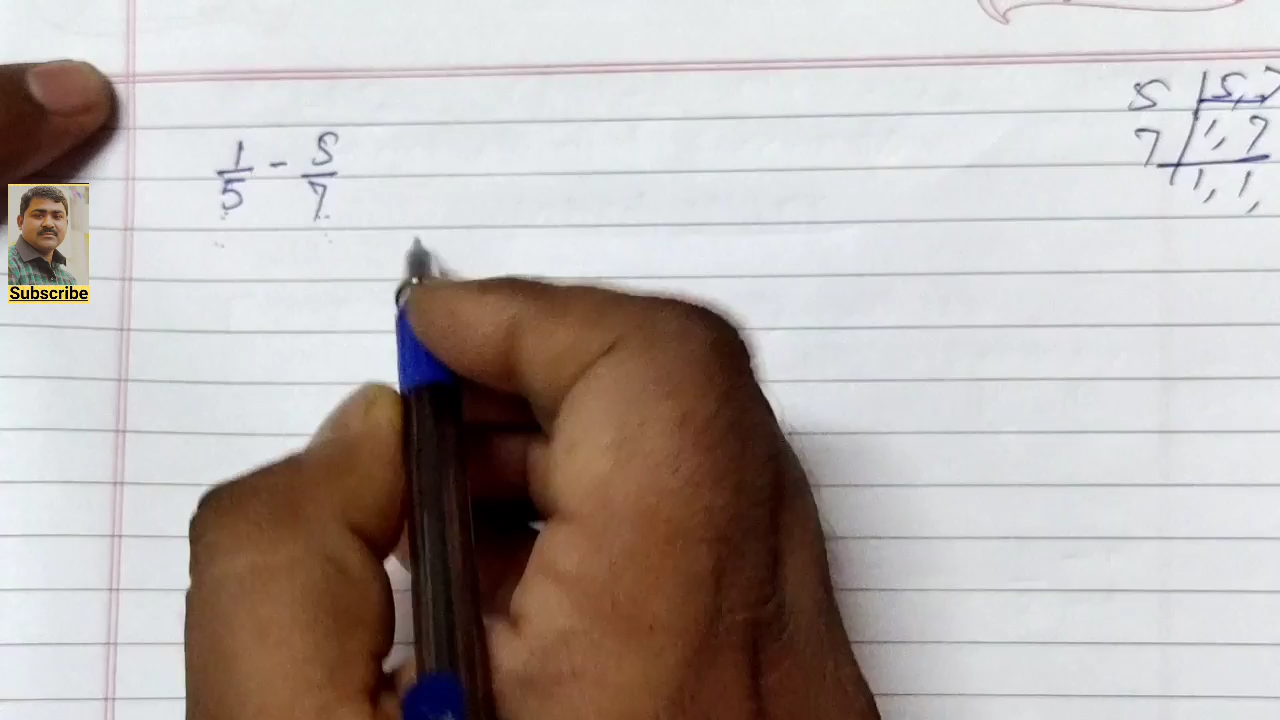 1/5 - 5/7
5 | 5, 7
7 | 1, 7
1, 1,
Subscribe